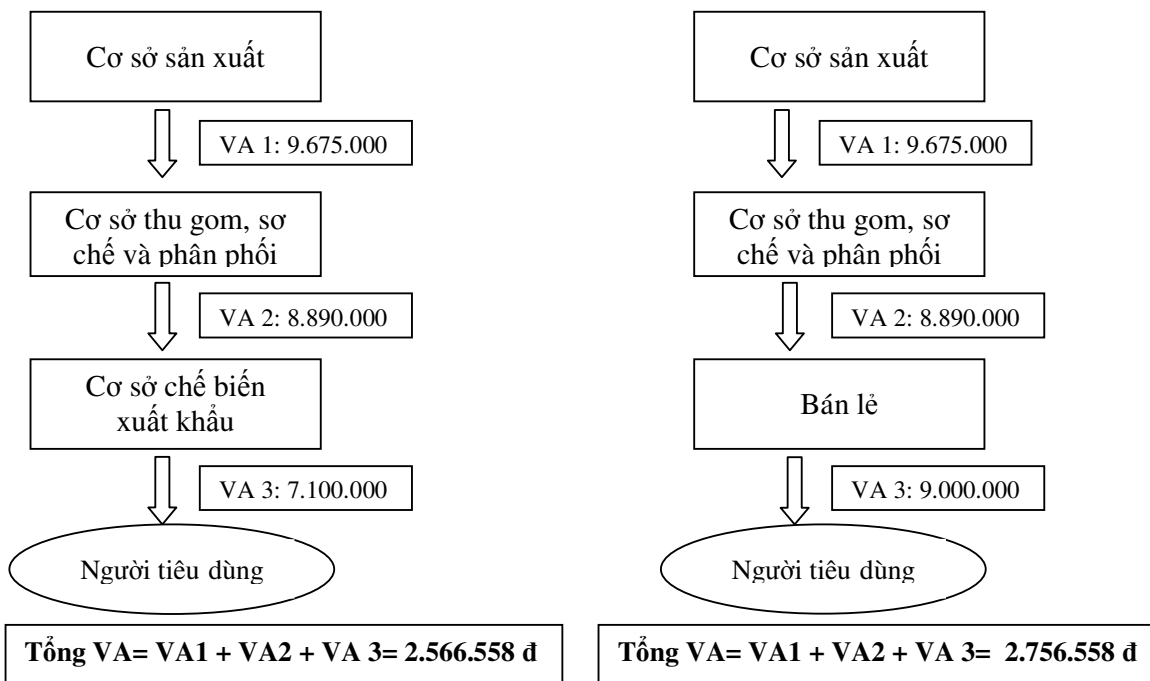 Cơ sở sản xuất
VA 1: 9.675.000
Cơ sở thu gom, sơ
chế và phân phối
VA 2: 8.890.000
Cơ sở chế biến
xuất khẩu
VA 3: 7.100.000
Người tiêu dùng
Tổng VA= VA1 + VA2 + VA 3= 2.566.558 đ
Cơ sở sản xuất
VA 1: 9.675.000
Cơ sở thu gom, sơ
chế và phân phối
VA 2: 8.890.000
Bán lẻ
VA 3: 9.000.000
Người tiêu dùng
Tổng VA= VA1 + VA2 + VA 3= 2.756.558 đ